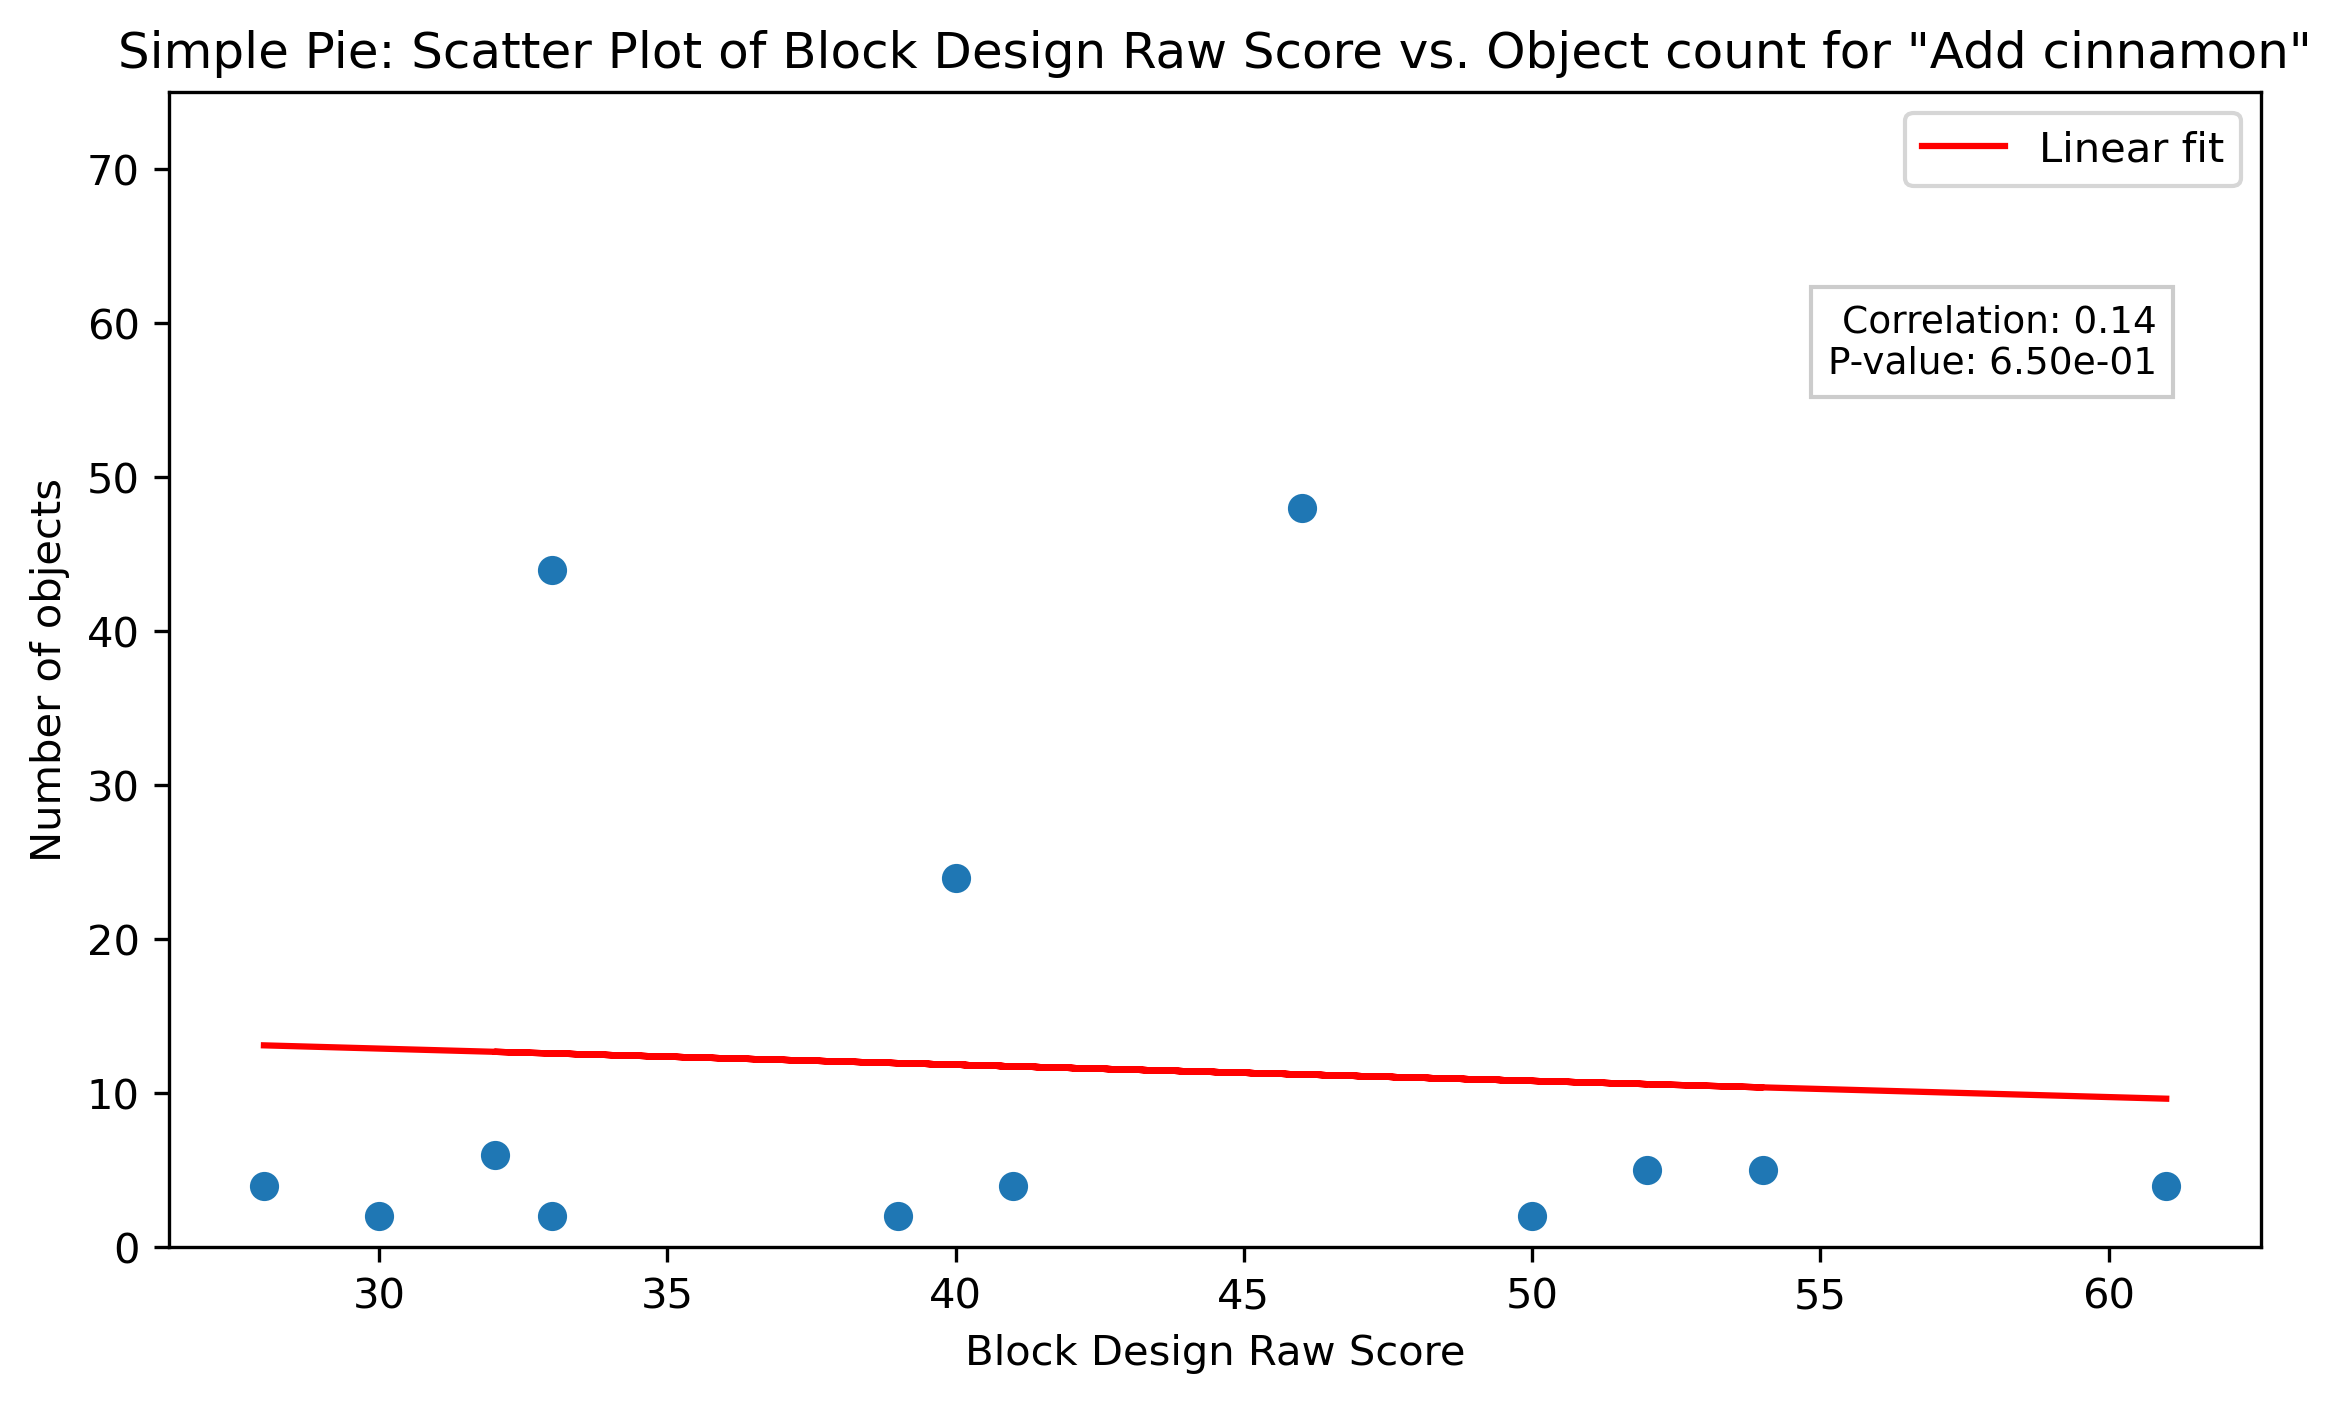 Simple Pie: Scatter Plot of Block Design Raw Score vs. Object count for "Add cinnamon"
Linear fit
Correlation: 0.14
P-value: 6.50e-01
Number of objects
70
60
50
40
30
20
10
0
30 35 40 45 50 55 60
Block Design Raw Score